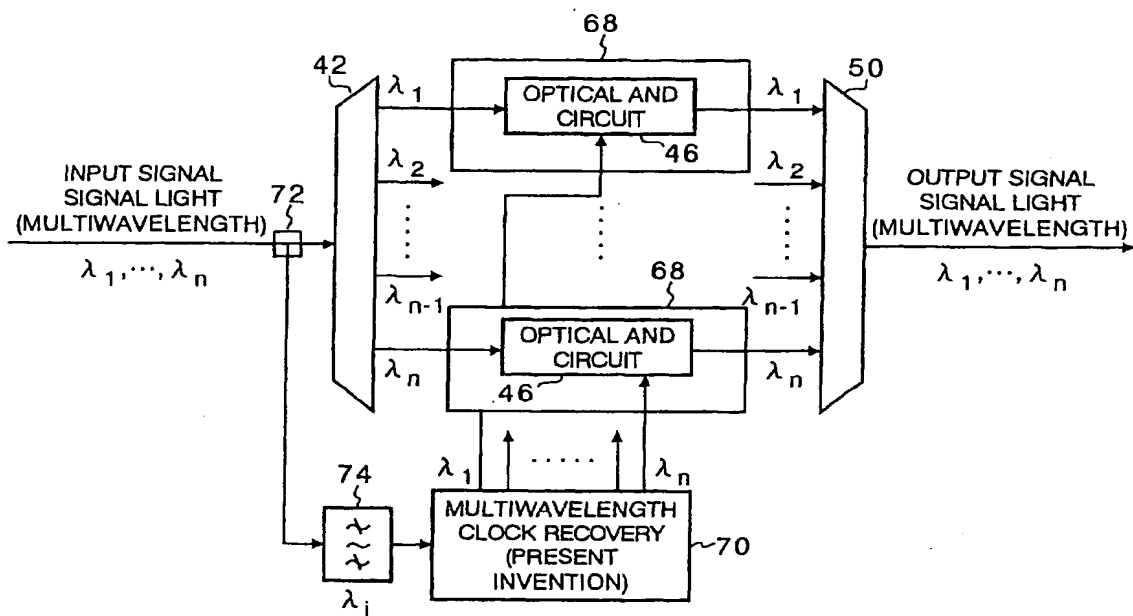 68
42
50
λ1
OPTICAL AND
CIRCUIT
λ1
46
INPUT SIGNAL
SIGNAL LIGHT
(MULTIWAVELENGTH)
72
λ2
λ2
OUTPUT SIGNAL
SIGNAL LIGHT
(MULTIWAVELENGTH)
λ1,···, λn
λ1,···, λn
λn-1
68
λn-1
OPTICAL AND
CIRCUIT
λn
46
λn
λ1
λn
74
MULTIWAVELENGTH
CLOCK RECOVERY
(PRESENT
INVENTION)
70
λi